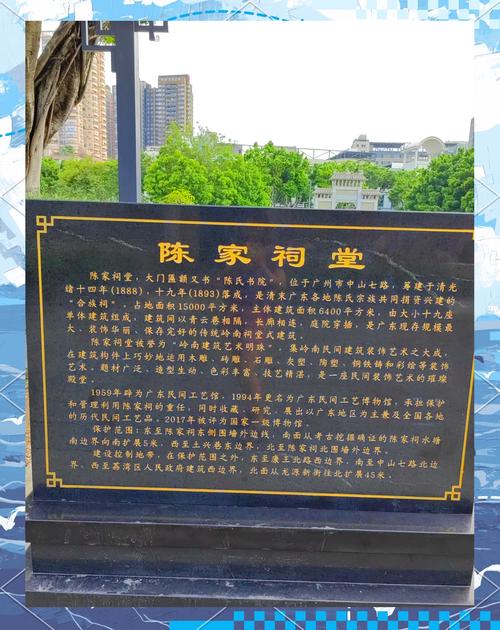 陈家祠堂
陈家祠堂，大门匾额又书“陈氏书院”，位于广州市中山七路，筹建于清光
绪十四年(1888)，十九年(1893)落成，是清末广东各地陈氏宗族共同捐资兴建的
“合族祠”，占地面积15000平方米，主体建筑面积6400平方米，由大小十九座
单体建筑组成，建筑间以青云巷相隔，长廊相连，庭院穿插，是广东现存规模最
大、装饰华丽、保存完好的传统岭南祠堂式建筑。
陈家祠堂被誉为“岭南建筑艺术明珠”，集岭南民间建筑装饰艺术之大成，
在建筑构件上巧妙地运用木雕、砖雕、石雕、灰塑、陶塑、铜铁铸和彩绘等装饰
艺术。题材广泛、造型生动、色彩丰富、技艺精湛，是一座民间装饰艺术的璀璨
殿堂。
1959年辟为广东民间工艺馆，1994年更名为广东民间工艺博物馆，承担保护
和管理利用陈家祠堂的重任，同时收藏、研究、展出以广东地区为主兼及全国各地
的历代民间工艺品。2017年被评为国家一级博物馆。
保护范围：东至陈家祠东侧围墙外边线，南面从考古挖掘确证的陈家祠水塘
南边界向南扩展5米，西至土兴巷东边界，北至陈家祠北围墙外边界。
建设控制地带：在保护范围之外，东至康王北路西边界，南至中山七路北边
界，西至荔湾区人民政府建筑西边界，北面从龙源新街往北扩展45米。